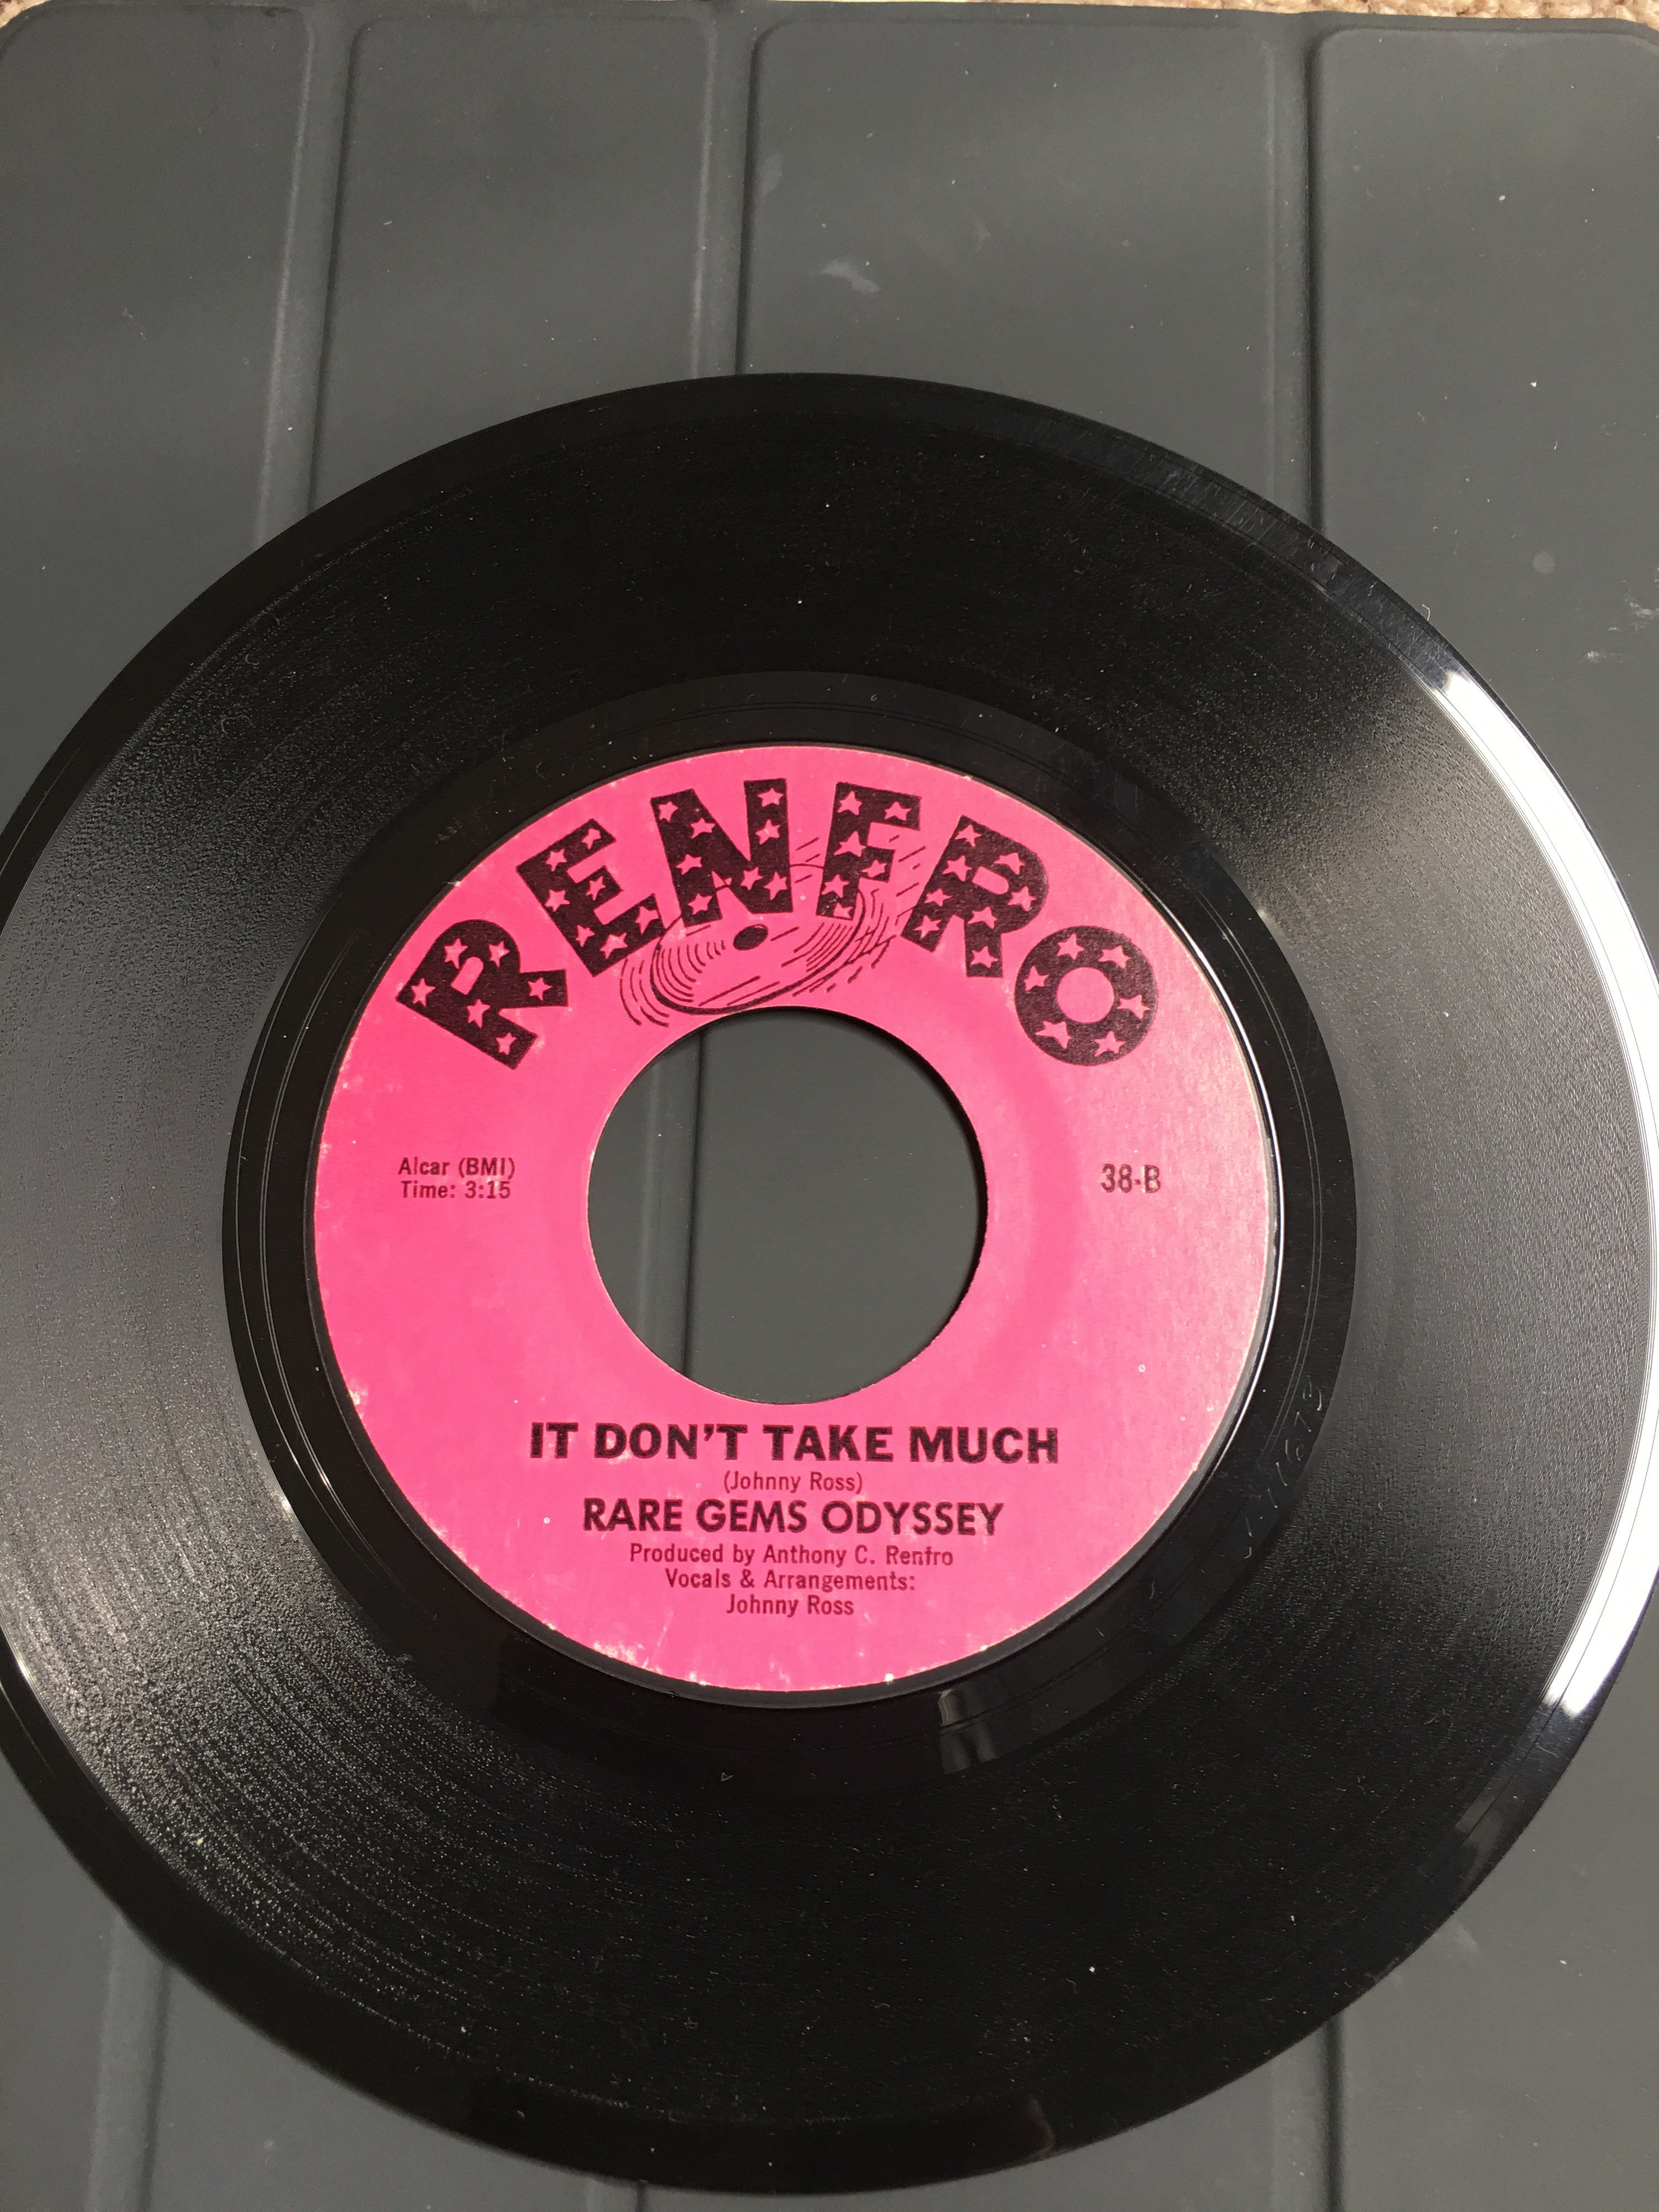 RENFRO
Alcar (BMI)
Time: 3:15
38-B
IT DON'T TAKE MUCH
(Johnny Ross)
RARE GEMS ODYSSEY
Produced by Anthony C. Renfro
Vocals & Arrangements:
Johnny Ross